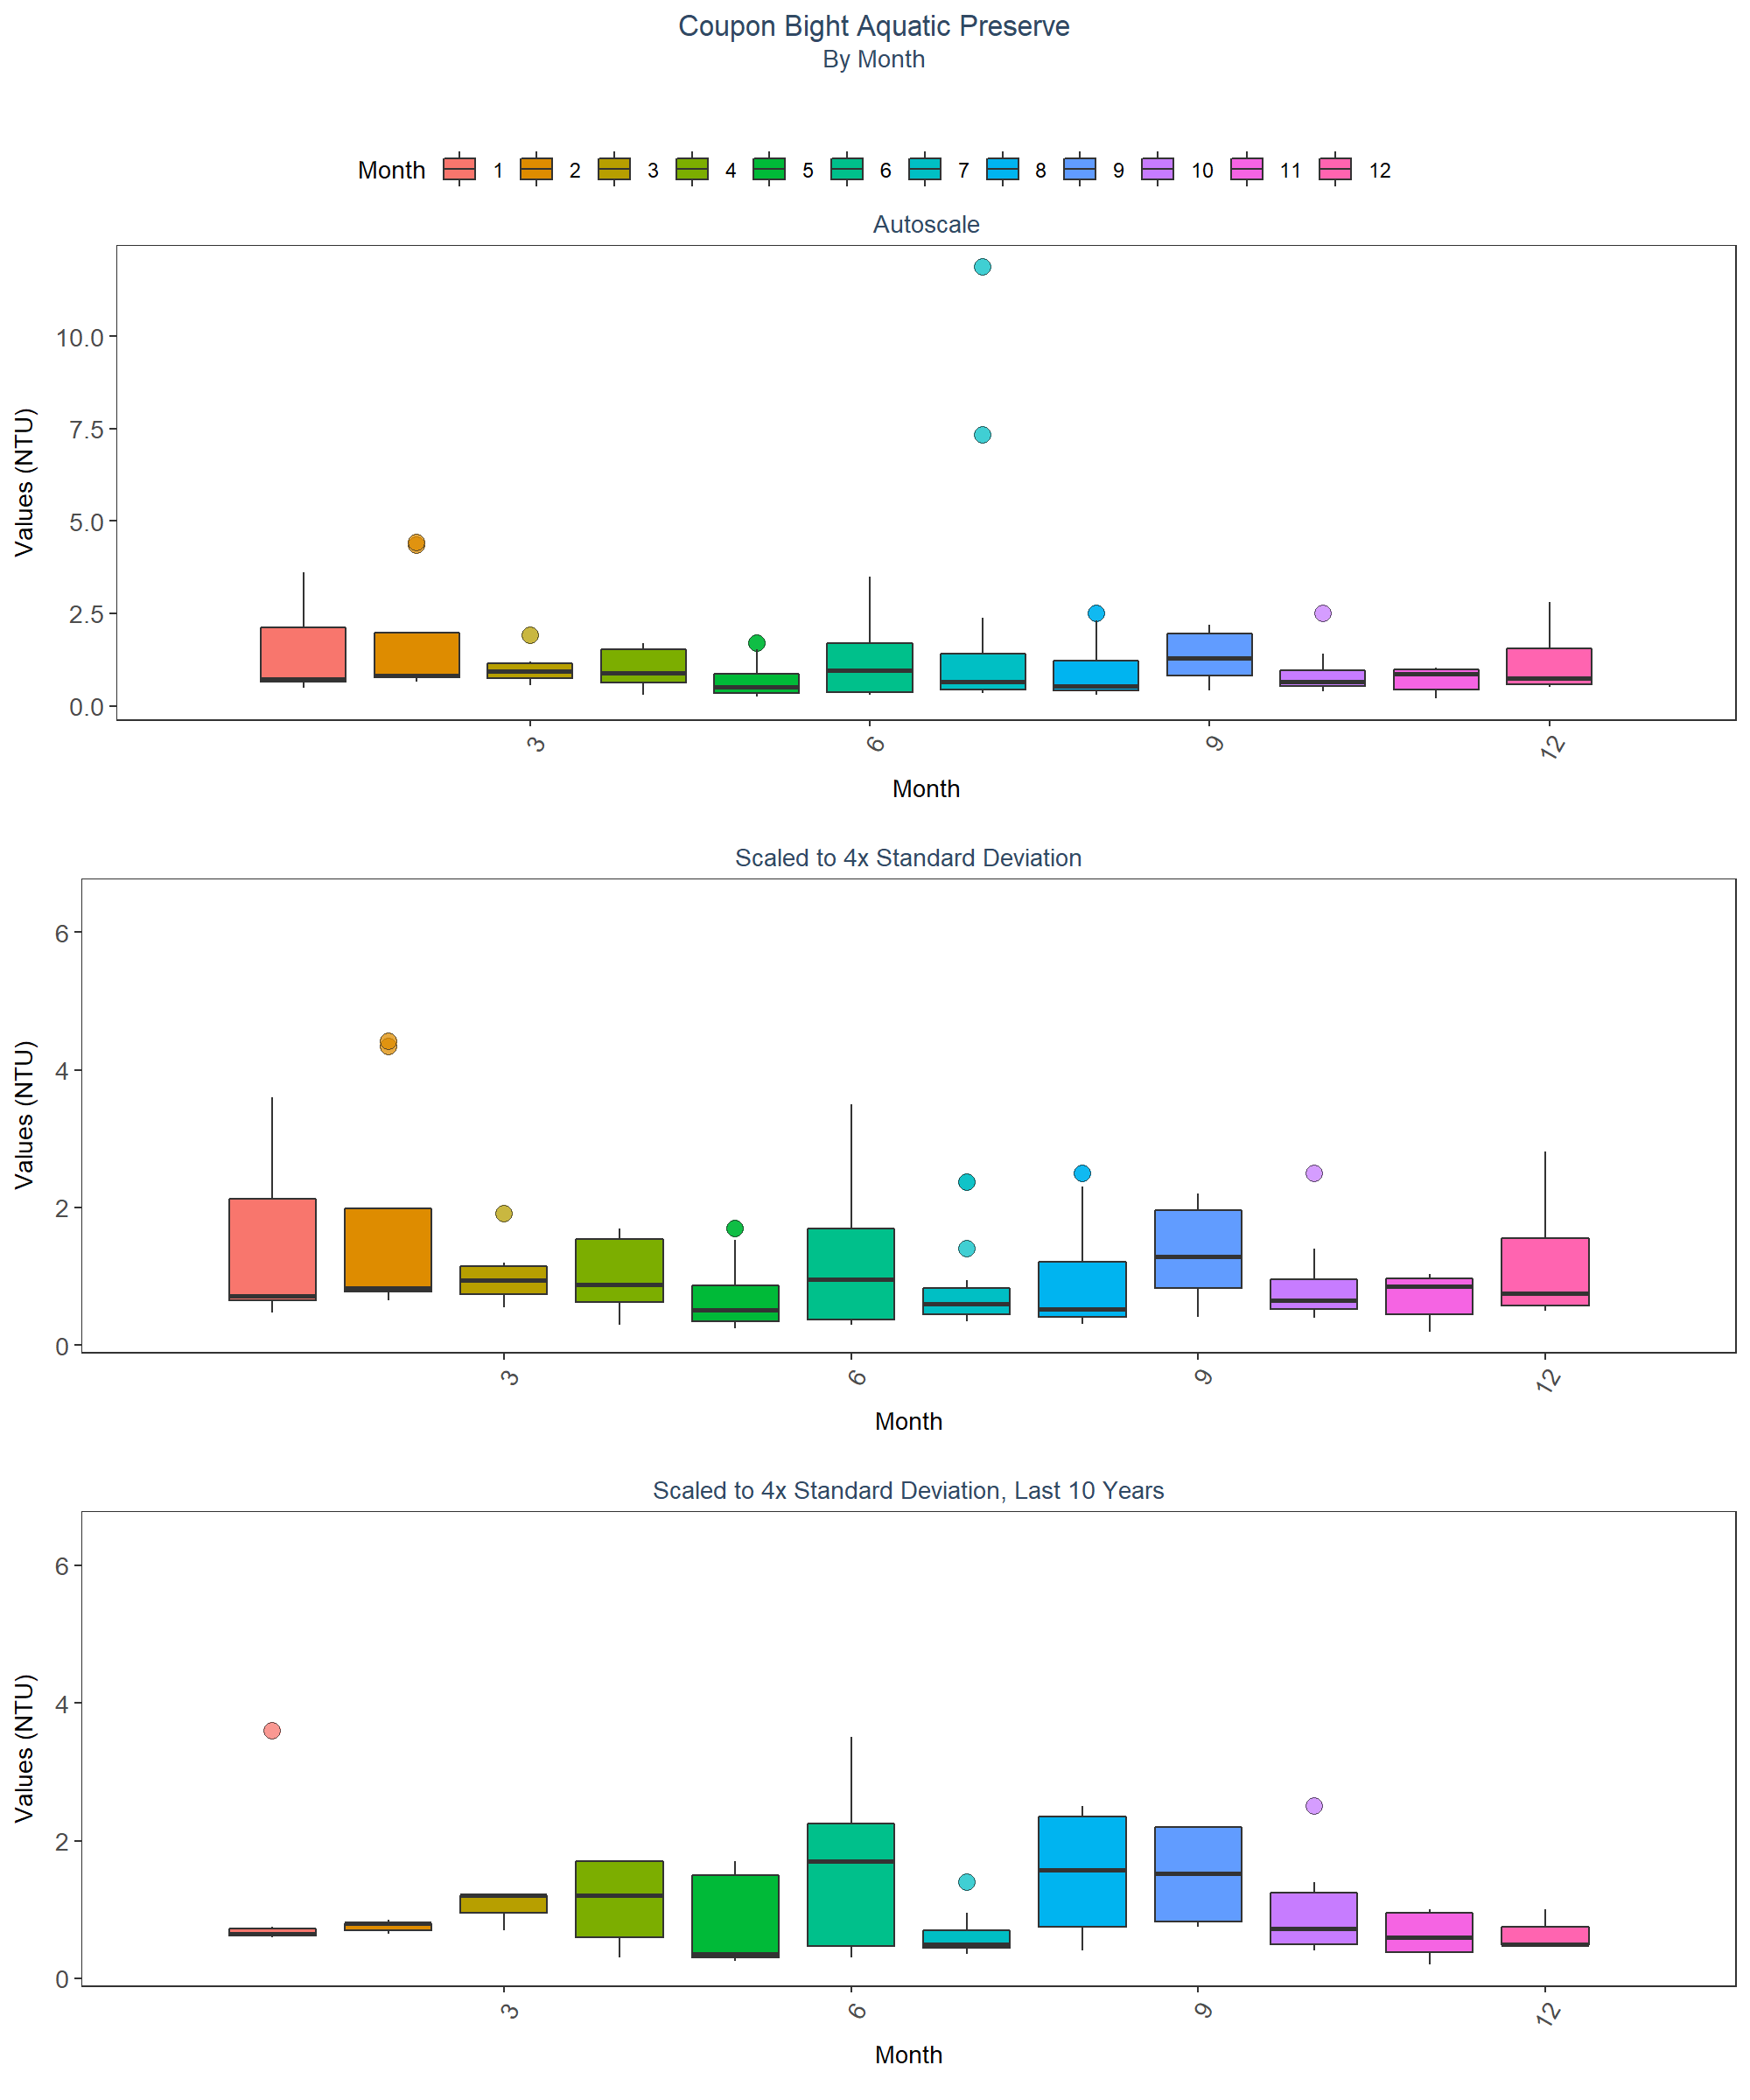 Coupon Bight Aquatic Preserve
By Month
Month 1 2 3 4 5 6 7 8 9 10 11 12
Autoscale
Values (NTU)
10.0
7.5
5.0
2.5
0.0
3 6 9 12
Month
Scaled to 4x Standard Deviation
Values (NTU)
6
4
2
0
3 6 9 12
Month
Scaled to 4x Standard Deviation, Last 10 Years
Values (NTU)
6
4
2
0
3 6 9 12
Month